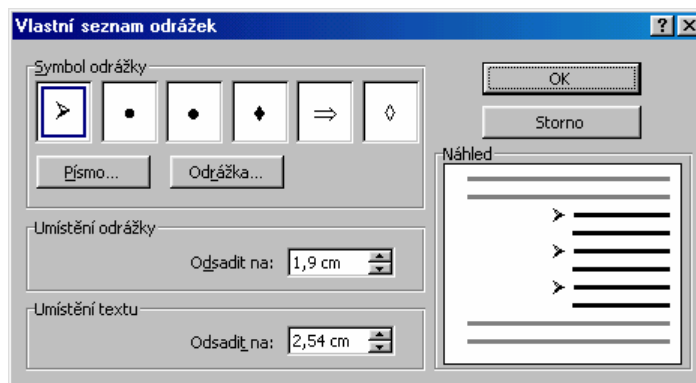 Vlastní seznam odrážek
Symbol odrážky
OK
Storno
Písmo...
Odrážka...
Náhled
Umístění odrážky
Odsadit na: 1,9 cm
Umístění textu
Odsadit na: 2,54 cm